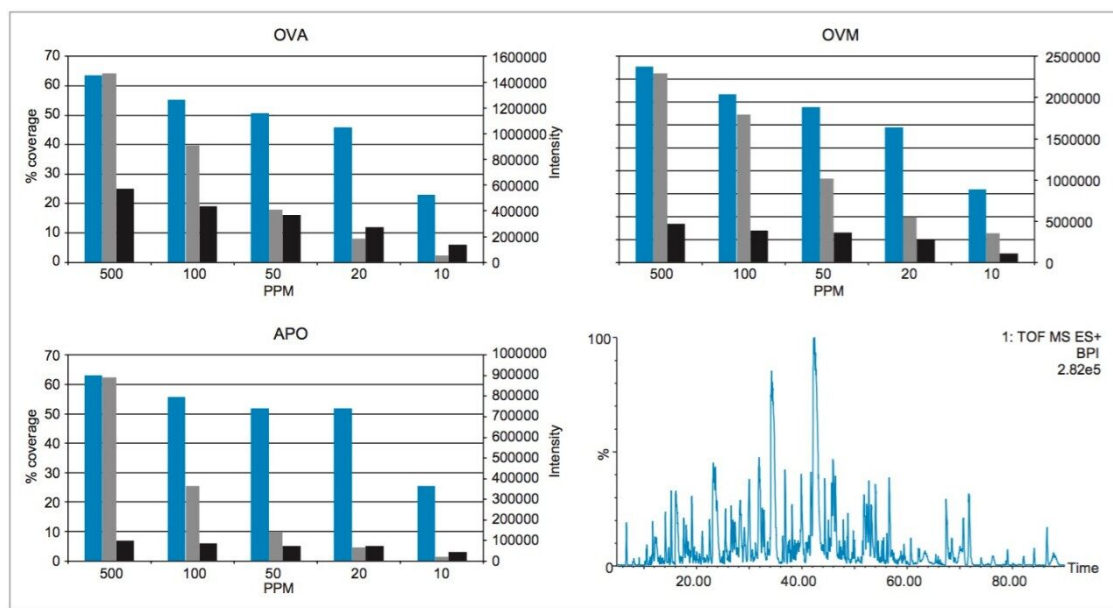 OVA
70
60
50
40
30
20
10
0
% coverage
1600000
1400000
1200000
1000000
800000
600000
400000
200000
0
Intensity
500 100 50 20 10
PPM
OVM
2500000
2000000
1500000
1000000
500000
0
500 100 50 20 10
PPM
APO
70
60
50
40
30
20
10
0
% coverage
1000000
900000
800000
700000
600000
500000
400000
300000
200000
100000
0
Intensity
500 100 50 20 10
PPM
1: TOF MS ES+
BPI
2.82e5
100
%
0
20.00 40.00 60.00 80.00
Time